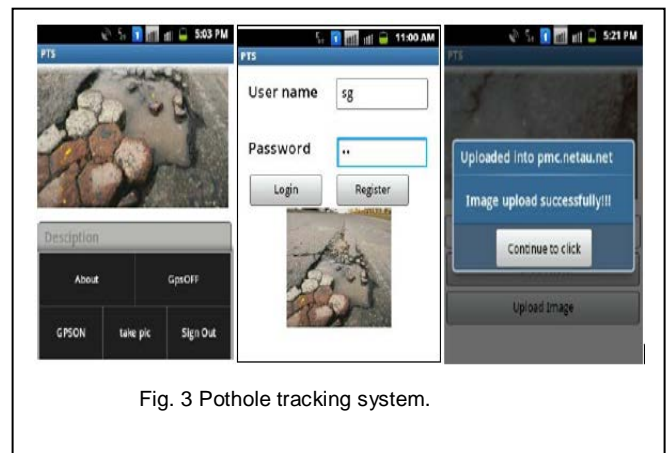 5:03 PM
PTS
Desciption
About GpsOFF
GPSON take pic Sign Out
1 11:00 AM
PTS
User name sg
Password ••
Login Register
1 5:21 PM
PTS
Uploaded into pmc.netau.net
Image upload successfully!!!
Continue to click
Upload Image
Fig. 3 Pothole tracking system.